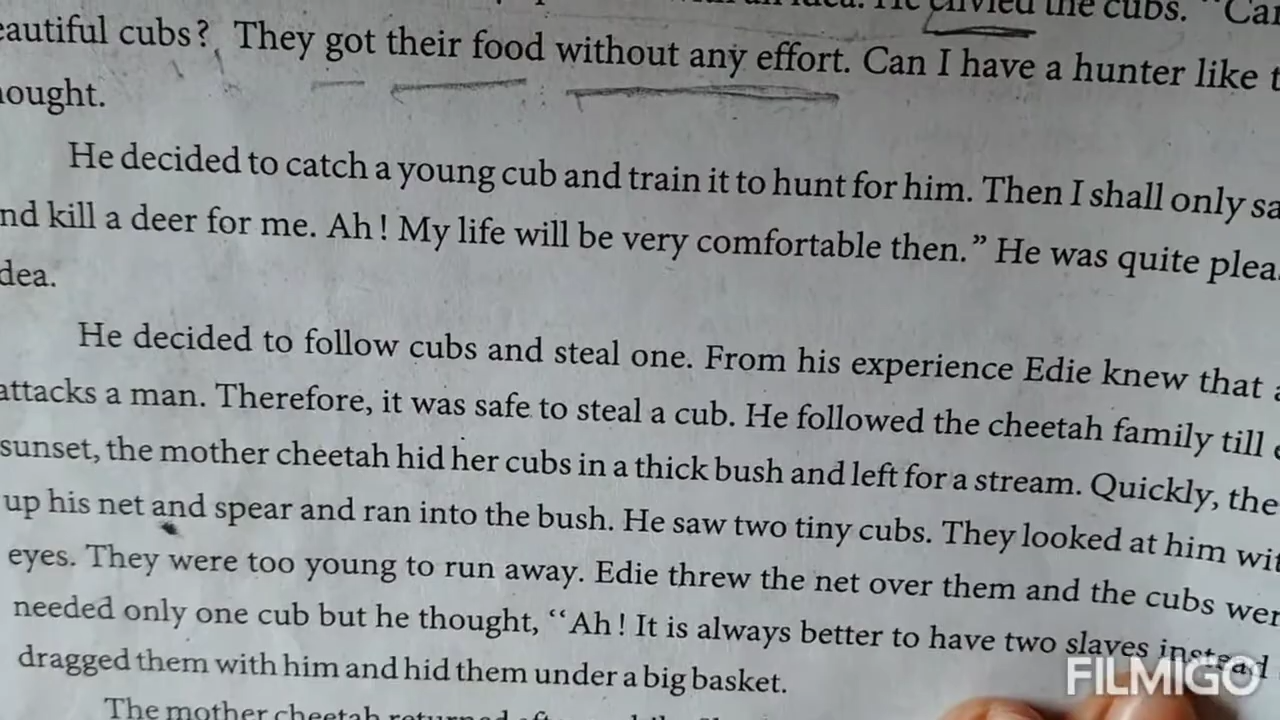 envied the cubs. "Can
eautiful cubs? They got their food without any effort. Can I have a hunter like t
ought.
He decided to catch a young cub and train it to hunt for him. Then I shall only sa
nd kill a deer for me. Ah! My life will be very comfortable then." He was quite pleas
dea.
He decided to follow cubs and steal one. From his experience Edie knew that a
attacks a man. Therefore, it was safe to steal a cub. He followed the cheetah family till e
sunset, the mother cheetah hid her cubs in a thick bush and left for a stream. Quickly, the
up his net and spear and ran into the bush. He saw two tiny cubs. They looked at him wit
eyes. They were too young to run away. Edie threw the net over them and the cubs wer
needed only one cub but he thought, “Ah! It is always better to have two slaves instead
dragged them with him and hid them under a big basket.
The mother cheetah returned
FILMIGO